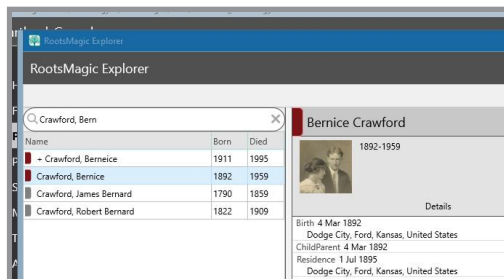 RootsMagic Explorer
RootsMagic Explorer
Crawford, Bern
Name Born Died
+ Crawford, Berneice 1911 1995
Crawford, Bernice 1892 1959
Crawford, James Bernard 1790 1859
Crawford, Robert Bernard 1822 1909
Bernice Crawford
1892-1959
Details
Birth 4 Mar 1892
Dodge City, Ford, Kansas, United States
ChildParent 4 Mar 1892
Residence 1 Jul 1895
Dodge City, Ford, Kansas, United States